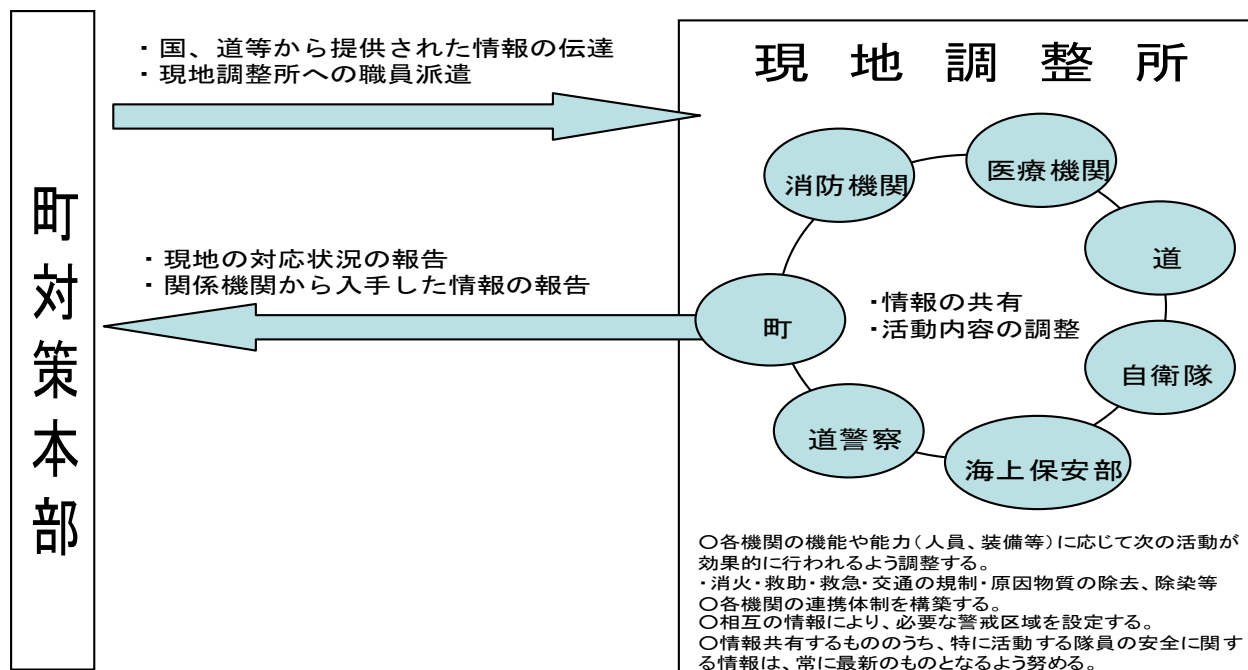 町対策本部
・国、道等から提供された情報の伝達
・現地調整所への職員派遣
・現地の対応状況の報告
・関係機関から入手した情報の報告
現地調整所
消防機関
医療機関
道
自衛隊
海上保安部
道警察
町
・情報の共有
・活動内容の調整
〇各機関の機能や能力（人員、装備等）に応じて次の活動が
効果的に行われるよう調整する。
・消火・救助・救急・交通の規制・原因物質の除去、除染等
〇各機関の連携体制を構築する。
〇相互の情報により、必要な警戒区域を設定する。
〇情報共有するもののうち、特に活動する隊員の安全に関す
る情報は、常に最新のものとなるよう努める。